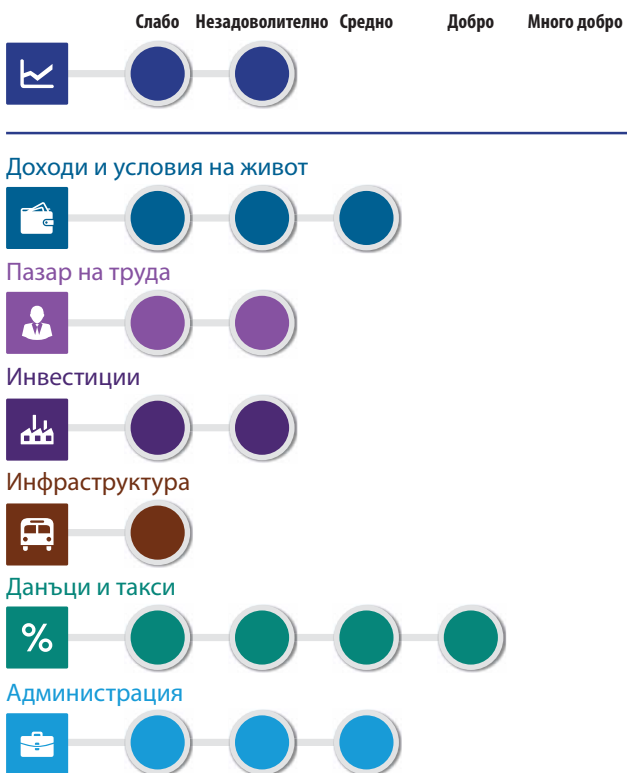 Слабо Незадоволително Средно Добро Много добро
Доходи и условия на живот
Пазар на труда
Инвестиции
Инфраструктура
Данъци и такси
%
Администрация